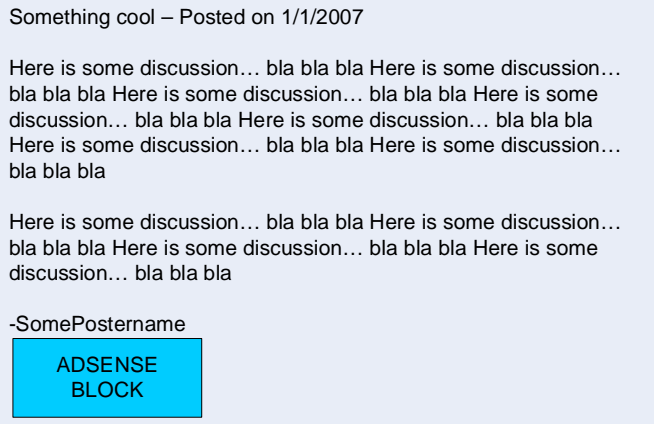 Something cool – Posted on 1/1/2007
Here is some discussion… bla bla bla Here is some discussion…
bla bla bla Here is some discussion… bla bla bla Here is some
discussion… bla bla bla Here is some discussion… bla bla bla
Here is some discussion… bla bla bla Here is some discussion…
bla bla bla
Here is some discussion… bla bla bla Here is some discussion…
bla bla bla Here is some discussion… bla bla bla Here is some
discussion… bla bla bla
-SomePostername
ADSENSE
BLOCK